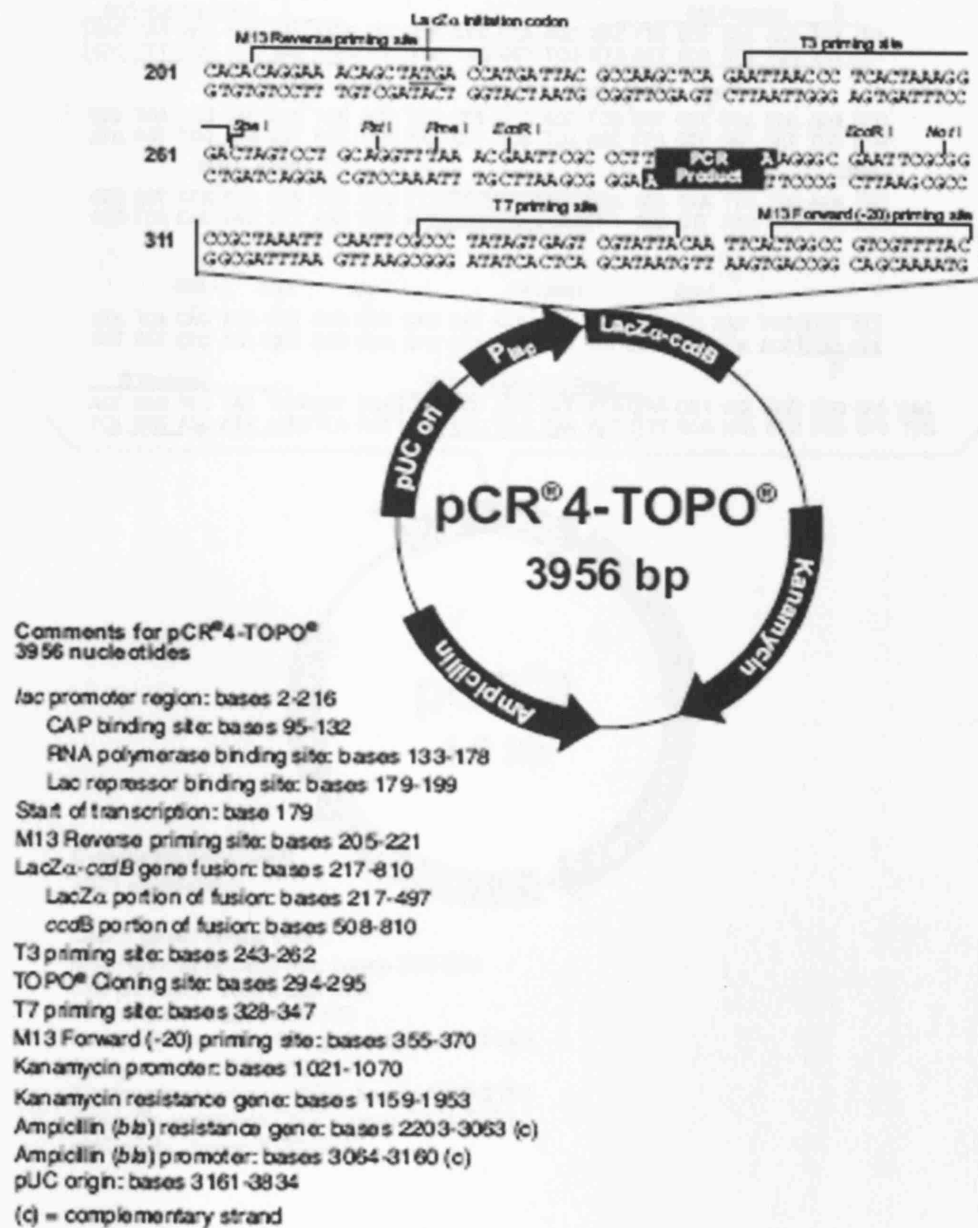 LacZα initiation codon
M13 Reverse priming site T3 priming site
201 CACACAGGAA ACAGCTATGA CCATGATTAC GCCAAGCTCA GAATTAACCC TCACTAAAGG
GTGTGTCCTT TGTCGATACT GGTACTAATG CGGTTCGAGT CTTAATTGGG AGTGATTTCC
Spe I Pst I Pme I EcoR I EcoR I Not I
261 GACTAGTCCT GCAGGTTTAA ACGAATTCGC CCTT PCR A AGGGC GAATTCGCGG
CTGATCAGGA CGTCCAAATT TGCTTAAGCG GGA A Product TTCCCG CTTAAGCGCC
T7 priming site M13 Forward (-20) priming site
311 CCGCTAAATT CAATTCGCCC TATAGTGAGT CGTATTACAA TTCACTGGCC GTCGTTTTAC
GGCGATTTAA GTTAAGCGGG ATATCACTCA GCATAATGTT AAGTGACCGG CAGCAAAATG
Plac LacZα-ccdB
pUC ori
pCR®4-TOPO®
3956 bp
Kanamycin
Ampicillin
Comments for pCR®4-TOPO®
3956 nucleotides
lac promoter region: bases 2-216
CAP binding site: bases 95-132
RNA polymerase binding site: bases 133-178
Lac repressor binding site: bases 179-199
Start of transcription: base 179
M13 Reverse priming site: bases 205-221
LacZα-ccdB gene fusion: bases 217-810
LacZα portion of fusion: bases 217-497
ccdB portion of fusion: bases 508-810
T3 priming site: bases 243-262
TOPO® Cloning site: bases 294-295
T7 priming site: bases 328-347
M13 Forward (-20) priming site: bases 355-370
Kanamycin promoter: bases 1021-1070
Kanamycin resistance gene: bases 1159-1953
Ampicillin (bla) resistance gene: bases 2203-3063 (c)
Ampicillin (bla) promoter: bases 3064-3160 (c)
pUC origin: bases 3161-3834
(c) = complementary strand